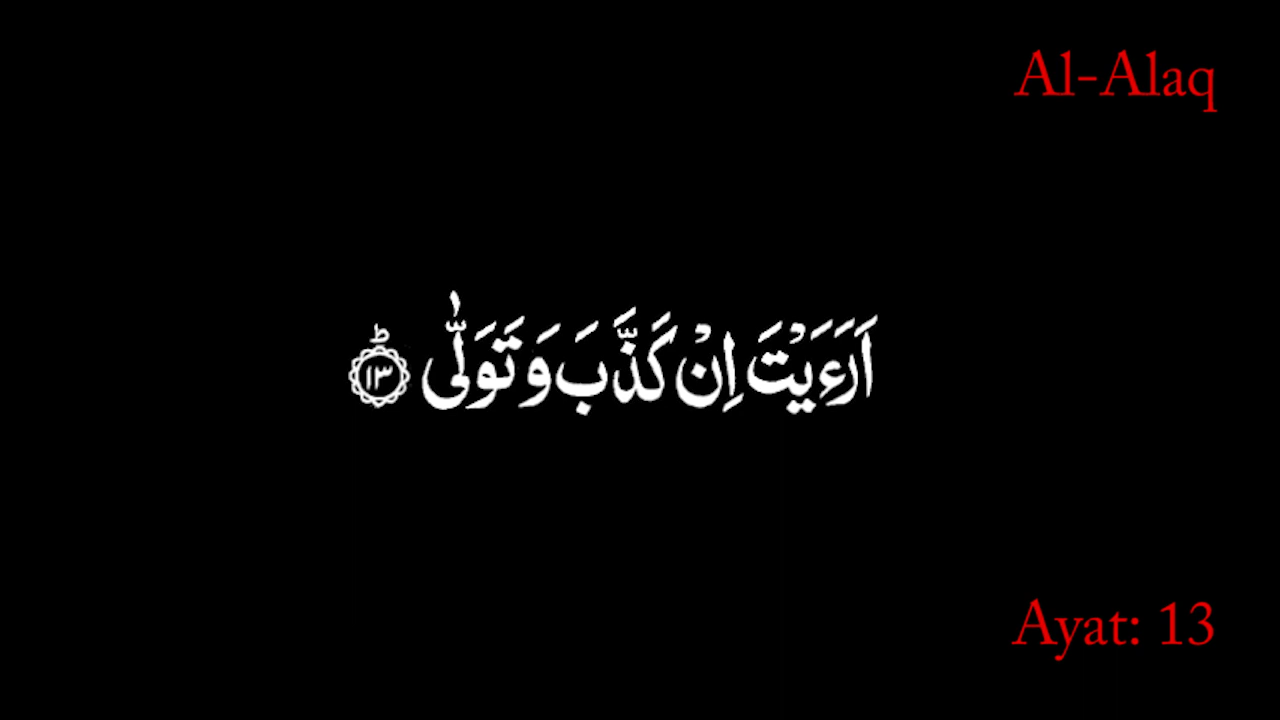 Al-Alaq
اَرَءَيْتَ اِنْ كَذَّبَ وَ تَوَلّٰى ؕ ۝١٣
Ayat: 13